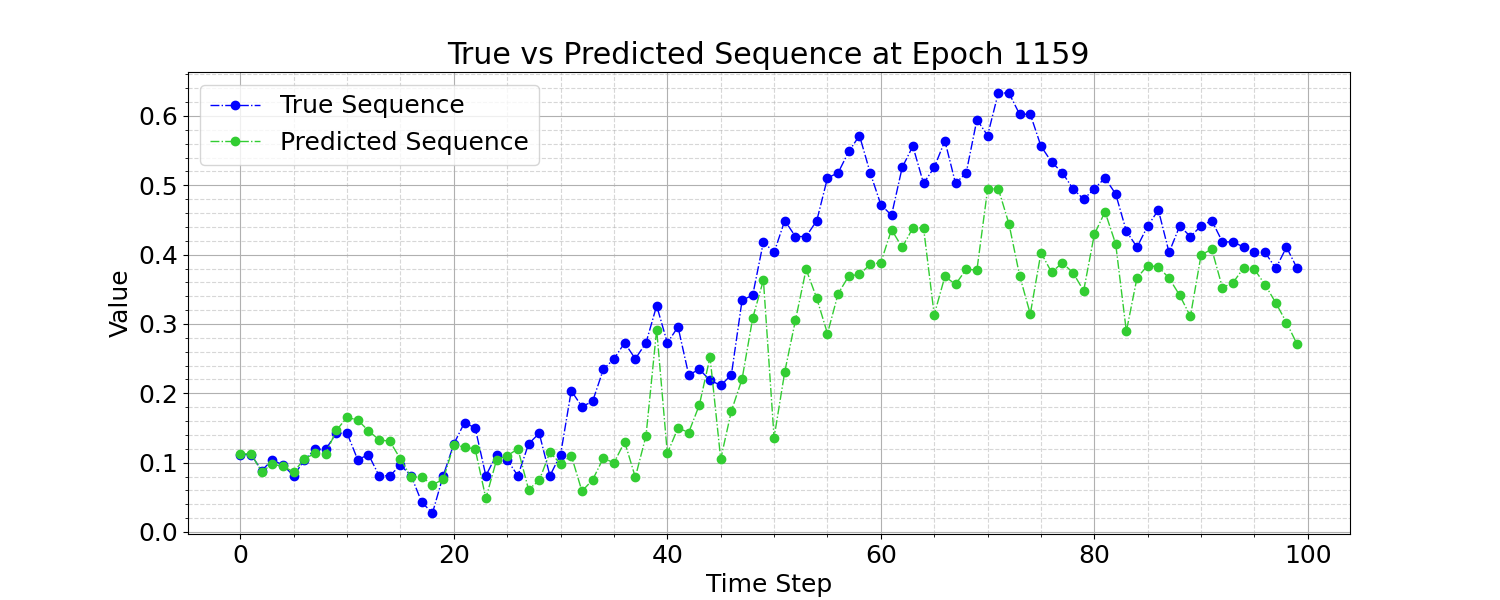 True vs Predicted Sequence at Epoch 1159
True Sequence
Predicted Sequence
0.6
0.5
0.4
0.3
0.2
0.1
0.0
Value
0 20 40 60 80 100
Time Step